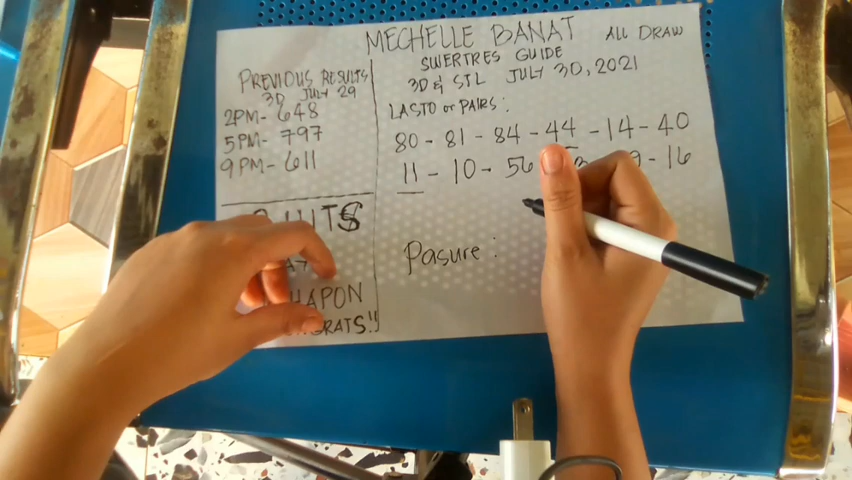 MECHELLE BANAT ALL DRAW
SWERTRES GUIDE
3D & STL JULY 30, 2021
PREVIOUS RESULTS
3D JULY 29
2PM - 648
5PM - 797
9PM - 611
LASTO or PAIRS:
80 - 81 - 84 - 44 - 14 - 40
11 - 10 - 56 - 16
Pasure: